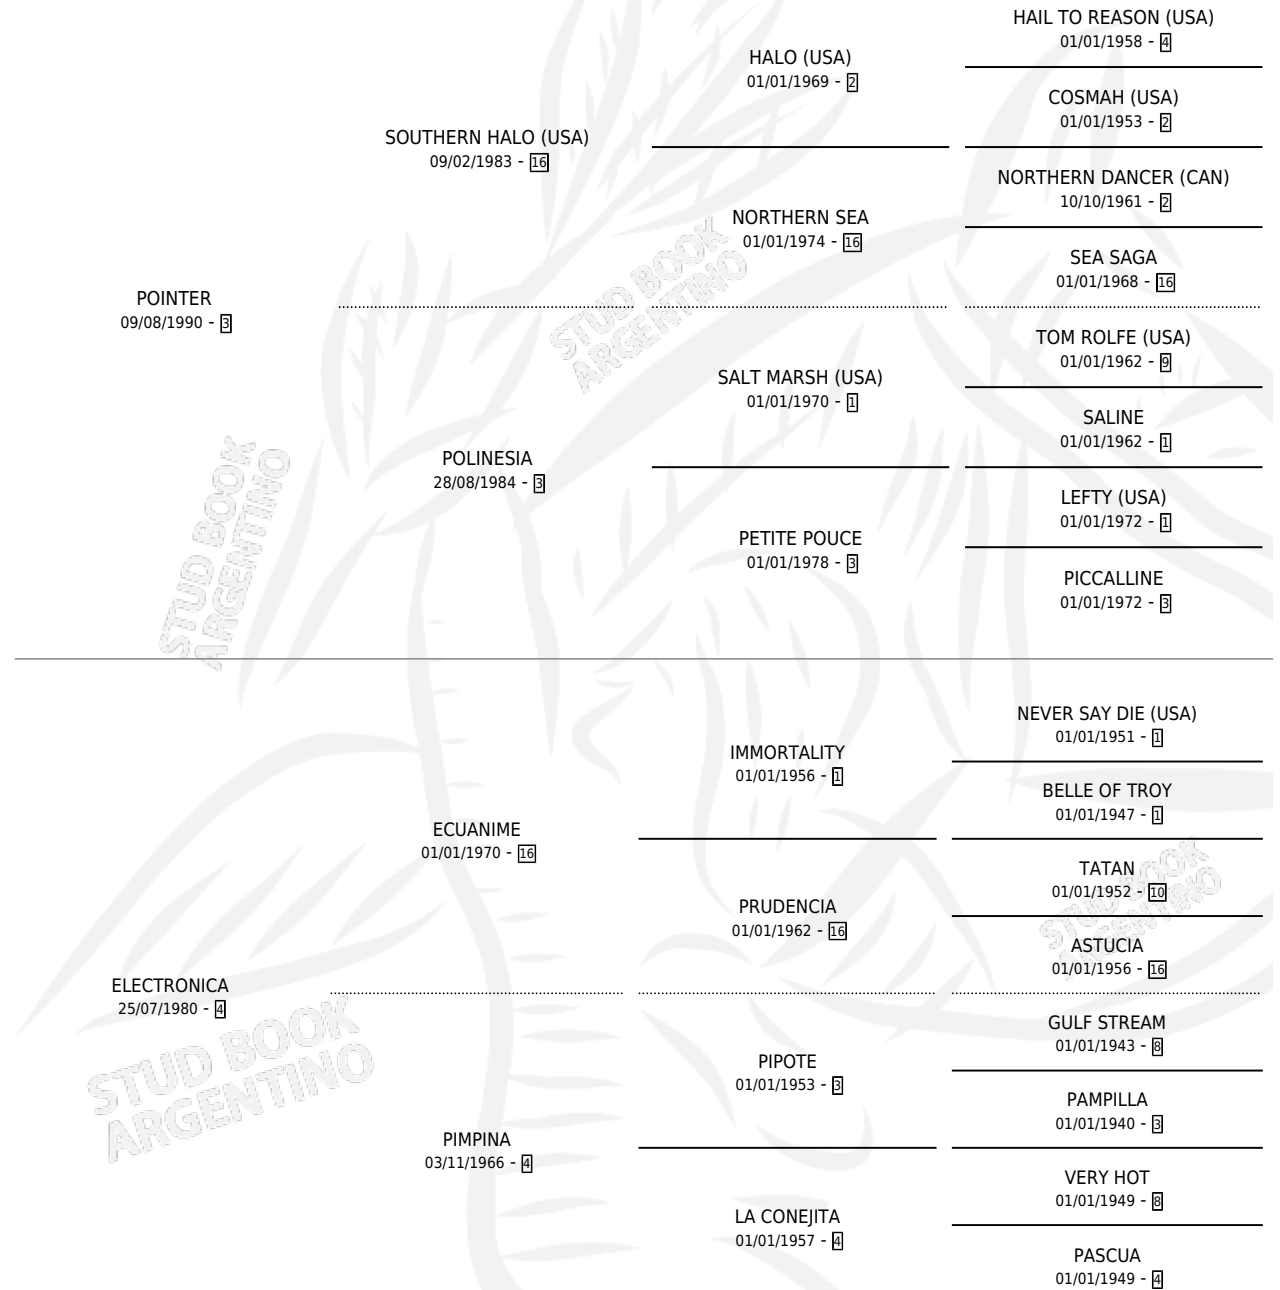 HAIL TO REASON (USA)
01/01/1958 - 4
HALO (USA)
01/01/1969 - 2
COSMAH (USA)
01/01/1953 - 2
SOUTHERN HALO (USA)
09/02/1983 - 16
NORTHERN DANCER (CAN)
10/10/1961 - 2
NORTHERN SEA
01/01/1974 - 16
SEA SAGA
01/01/1968 - 16
POINTER
09/08/1990 - 3
STUD BOOK
ARGENTINO
TOM ROLFE (USA)
01/01/1962 - 9
SALT MARSH (USA)
01/01/1970 - 1
SALINE
01/01/1962 - 1
POLINESIA
28/08/1984 - 3
LEFTY (USA)
01/01/1972 - 1
PETITE POUCE
01/01/1978 - 3
PICCALLINE
01/01/1972 - 3
STUD BOOK
ARGENTINO
NEVER SAY DIE (USA)
01/01/1951 - 1
IMMORTALITY
01/01/1956 - 1
BELLE OF TROY
01/01/1947 - 1
ECUANIME
01/01/1970 - 16
TATAN
01/01/1952 - 10
PRUDENCIA
01/01/1962 - 16
ASTUCIA
01/01/1956 - 16
STUD BOOK
ARGENTINO
ELECTRONICA
25/07/1980 - 4
GULF STREAM
01/01/1943 - 8
PIPOTE
01/01/1953 - 3
PAMPILLA
01/01/1940 - 3
STUD BOOK
ARGENTINO
PIMPINA
03/11/1966 - 4
VERY HOT
01/01/1949 - 8
LA CONEJITA
01/01/1957 - 4
PASCUA
01/01/1949 - 4